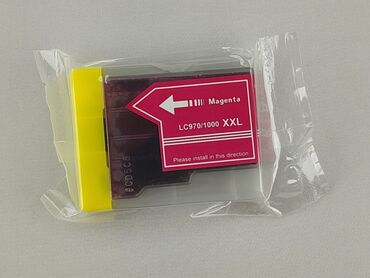 Magenta
LC970/1000 XXL
Please install in this direction